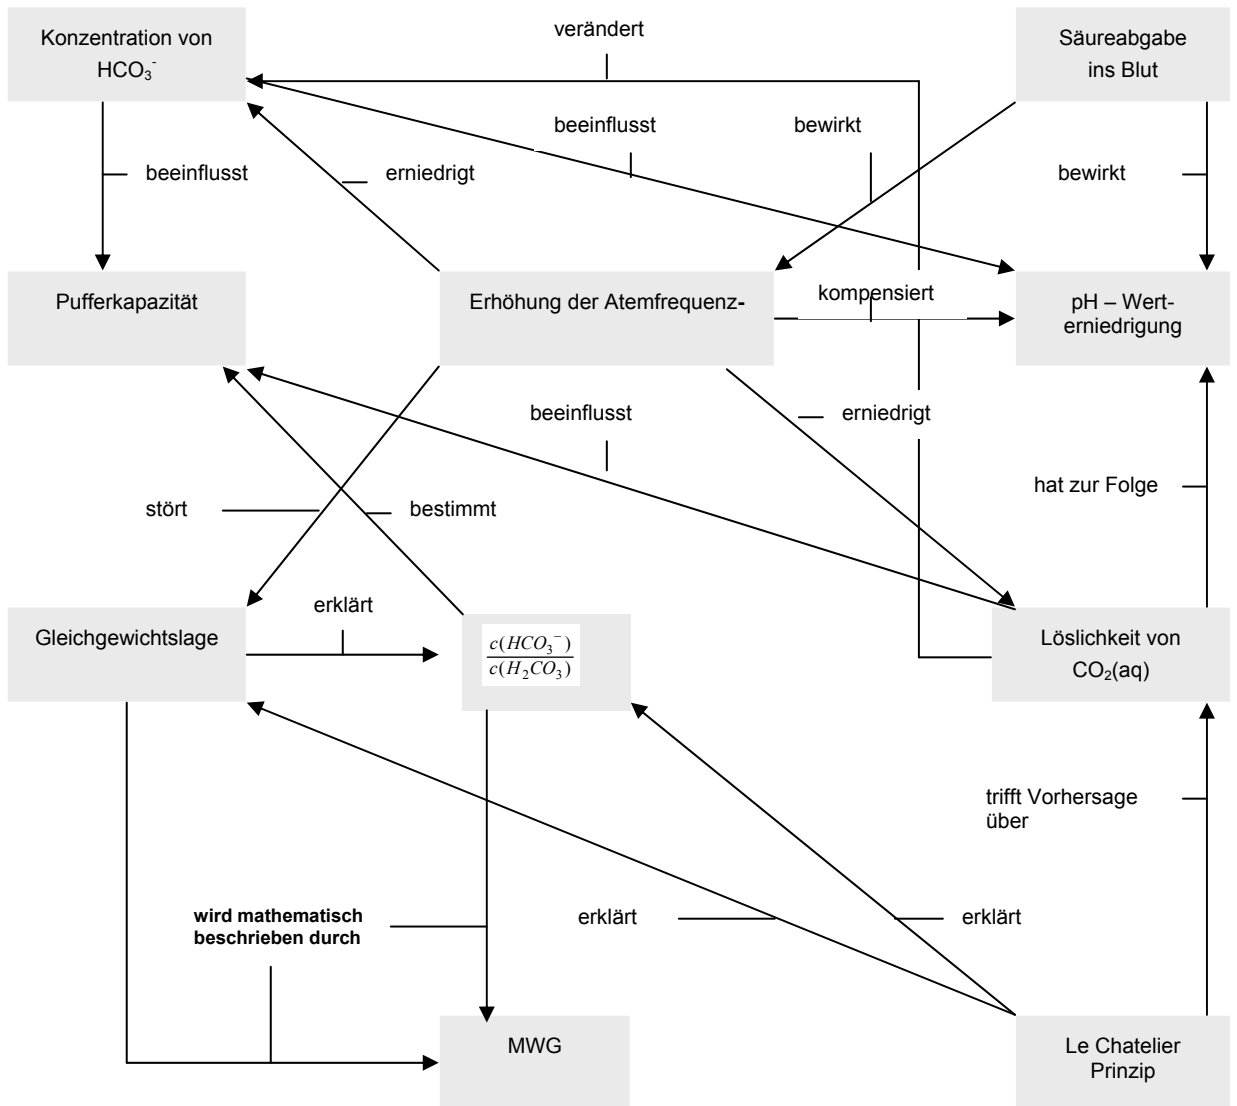 Konzentration von
HCO₃⁻
verändert
Säureabgabe
ins Blut
beeinflusst
bewirkt
beeinflusst
erniedrigt
bewirkt
Pufferkapazität
Erhöhung der Atemfrequenz-
kompensiert
pH – Wert-
erniedrigung
beeinflusst
erniedrigt
stört
bestimmt
hat zur Folge
erklärt
Gleichgewichtslage
c(HCO₃⁻)
c(H₂CO₃)
Löslichkeit von
CO₂(aq)
trifft Vorhersage
über
wird mathematisch
beschrieben durch
erklärt
erklärt
MWG
Le Chatelier
Prinzip